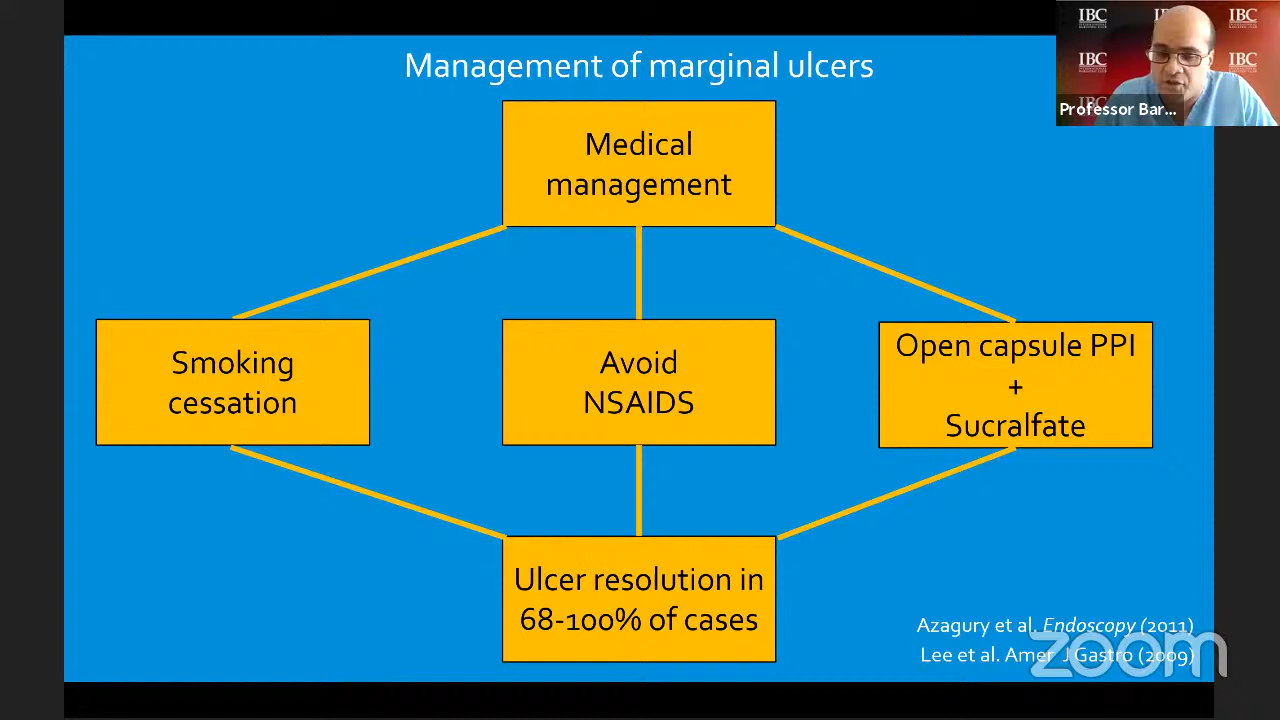 Management of marginal ulcers
IBC
IBC
IBC
IBC
Professor Bar...
Medical
management
Smoking
cessation
Avoid
NSAIDS
Open capsule PPI
+
Sucralfate
Ulcer resolution in
68-100% of cases
Azagury et al. Endoscopy (2011)
Lee et al. Amer J Gastro (2009)
zoom